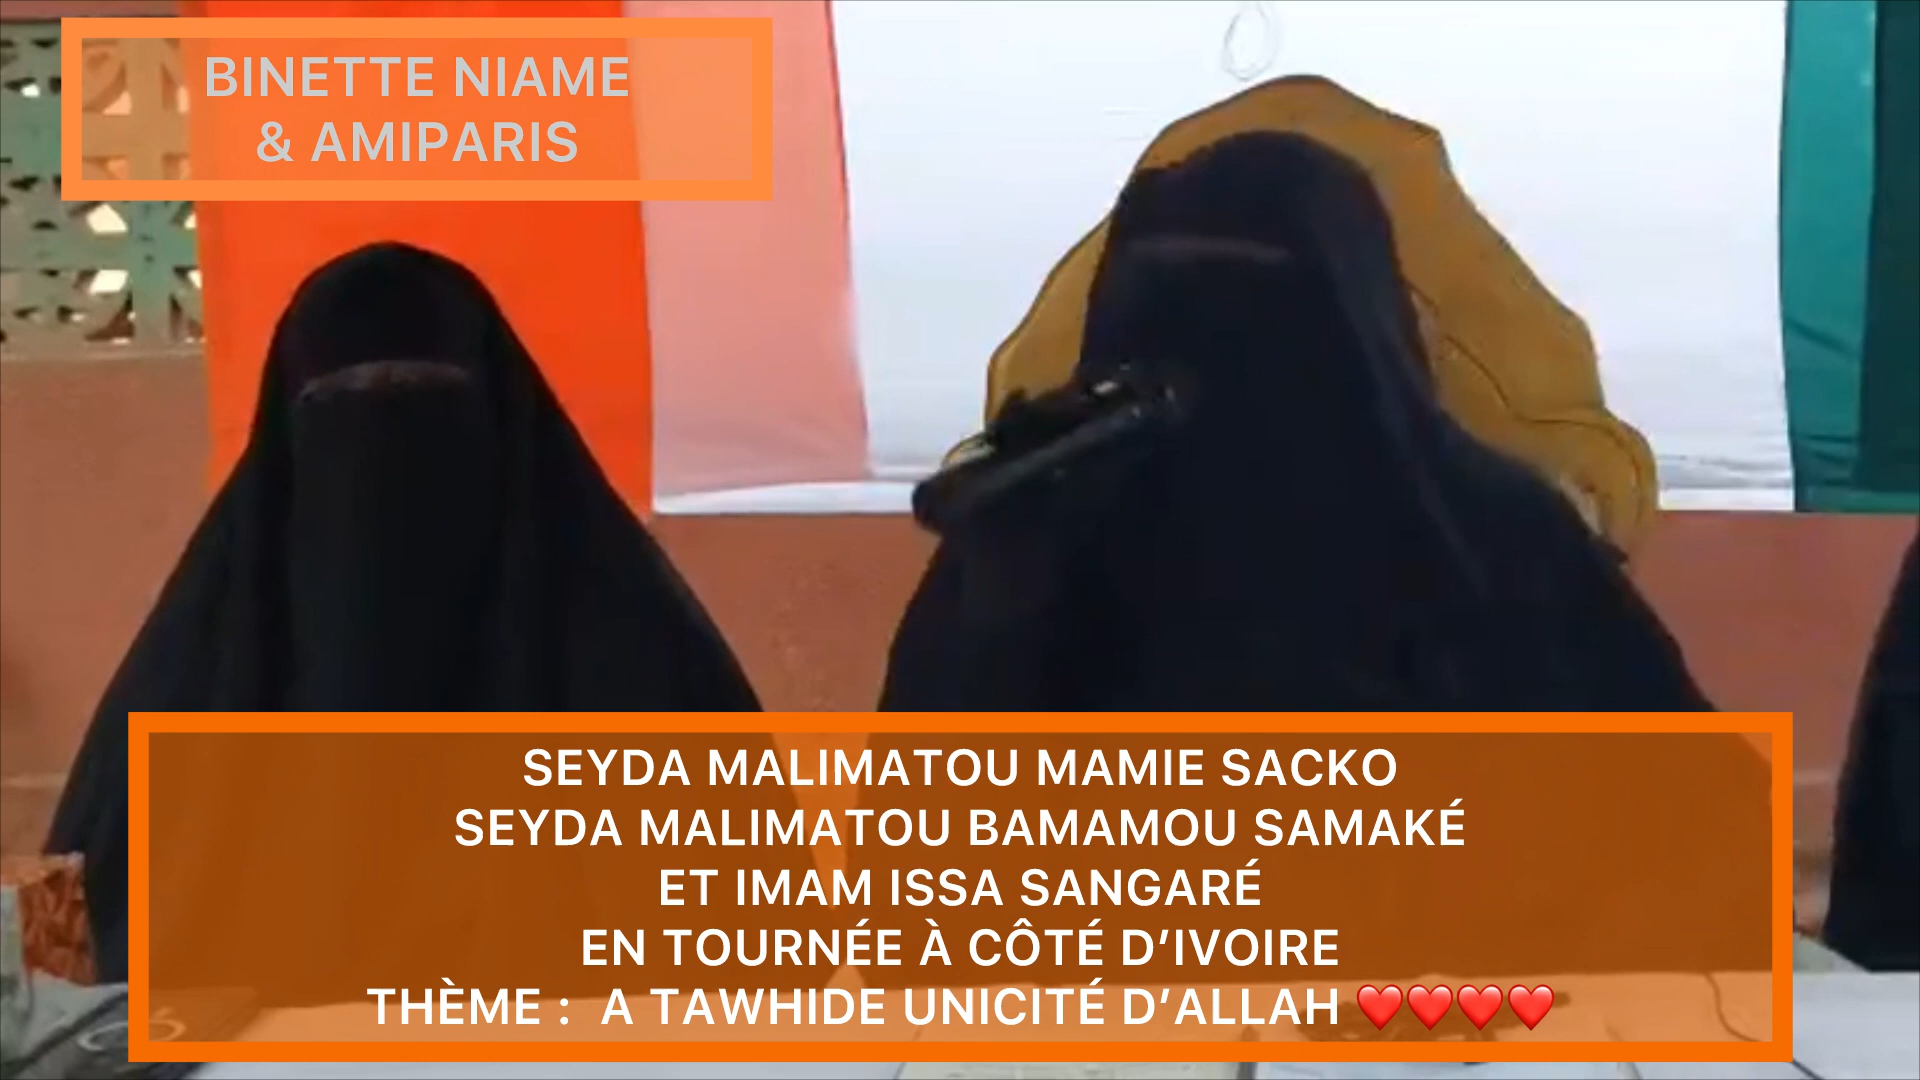 BINETTE NIAME
& AMIPARIS
SEYDA MALIMATOU MAMIE SACKO
SEYDA MALIMATOU BAMAMOU SAMAKÉ
ET IMAM ISSA SANGARÉ
EN TOURNÉE À CÔTÉ D’IVOIRE
THÈME :  A TAWHIDE UNICITÉ D’ALLAH ❤️❤️❤️❤️